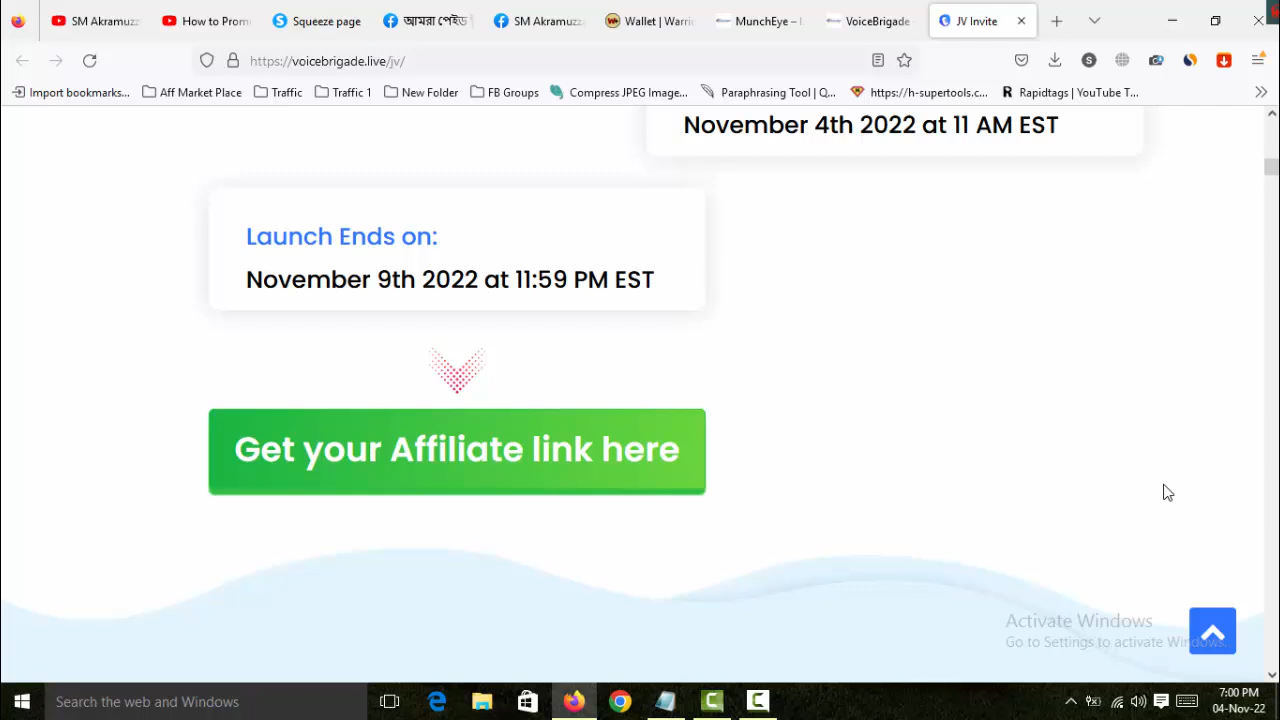 SM Akramuzz
How to Prom
Squeeze page
আমরা পেইড
SM Akramuzz
Wallet | Warri
MunchEye – I
VoiceBrigade
JV Invite
https://voicebrigade.live/jv/
Import bookmarks...
Aff Market Place
Traffic
Traffic 1
New Folder
FB Groups
Compress JPEG Image...
Paraphrasing Tool | Q...
https://h-supertools.c...
Rapidtags | YouTube T...
November 4th 2022 at 11 AM EST
Launch Ends on:
November 9th 2022 at 11:59 PM EST
Get your Affiliate link here
Activate Windows
Go to Settings to activate Windows.
Search the web and Windows
7:00 PM
04-Nov-22